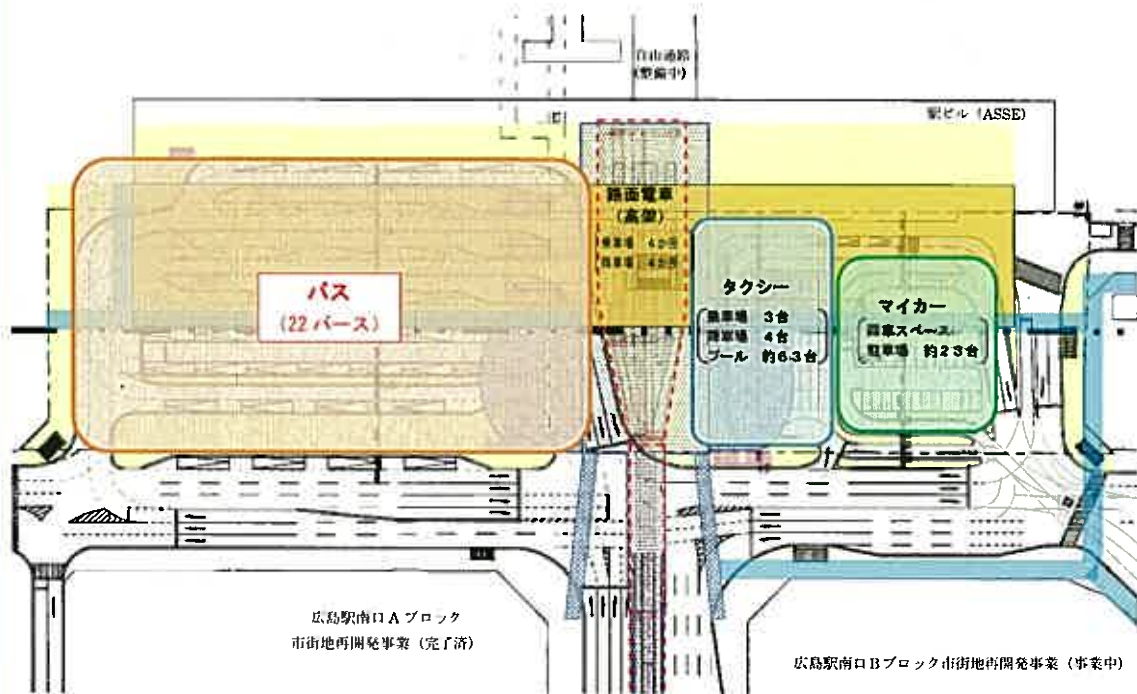 自由通路
(整備中)
駅ビル (ASSE)
路面電車
(高架)
乗車場 4か所
降車場 4か所
バス
(22 バース)
タクシー
乗車場 3台
降車場 4台
プール 約63台
マイカー
降車スペース
駐車場 約23台
広島駅南口 A ブロック
市街地再開発事業 (完了済)
広島駅南口 B ブロック市街地再開発事業 (事業中)